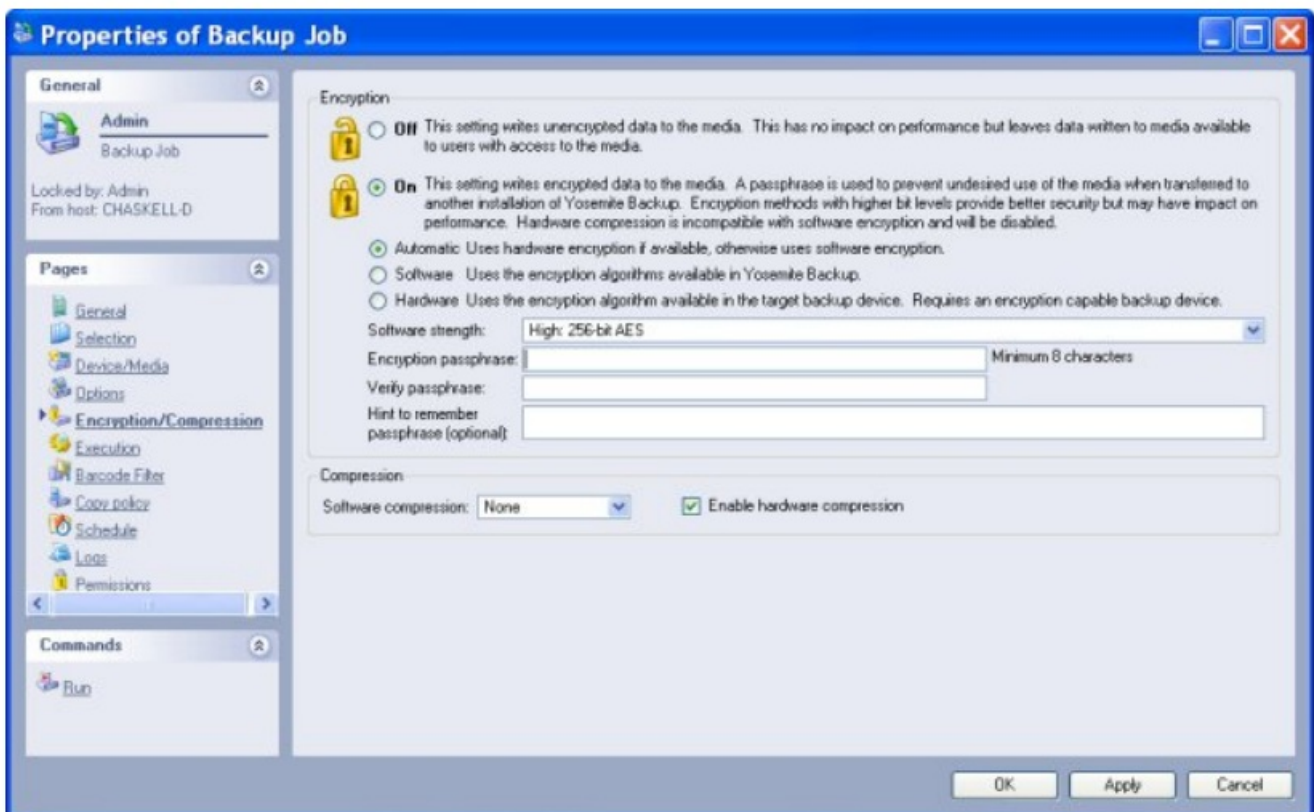 Properties of Backup Job
General
Admin
Backup Job
Locked by: Admin
From host: CHASKELL-D
Pages
General
Selection
Device/Media
Options
Encryption/Compression
Execution
Barcode Filter
Copy policy
Schedule
Logs
Permissions
Commands
Run
Encryption
Off This setting writes unencrypted data to the media. This has no impact on performance but leaves data written to media available
to users with access to the media.
On This setting writes encrypted data to the media. A passphrase is used to prevent undesired use of the media when transferred to
another installation of Yosemite Backup. Encryption methods with higher bit levels provide better security but may have impact on
performance. Hardware compression is incompatible with software encryption and will be disabled.
Automatic Uses hardware encryption if available, otherwise uses software encryption.
Software Uses the encryption algorithms available in Yosemite Backup.
Hardware Uses the encryption algorithm available in the target backup device. Requires an encryption capable backup device.
Software strength: High: 256-bit AES
Encryption passphrase: Minimum 8 characters
Verify passphrase:
Hint to remember
passphrase (optional):
Compression
Software compression: None Enable hardware compression
OK Apply Cancel